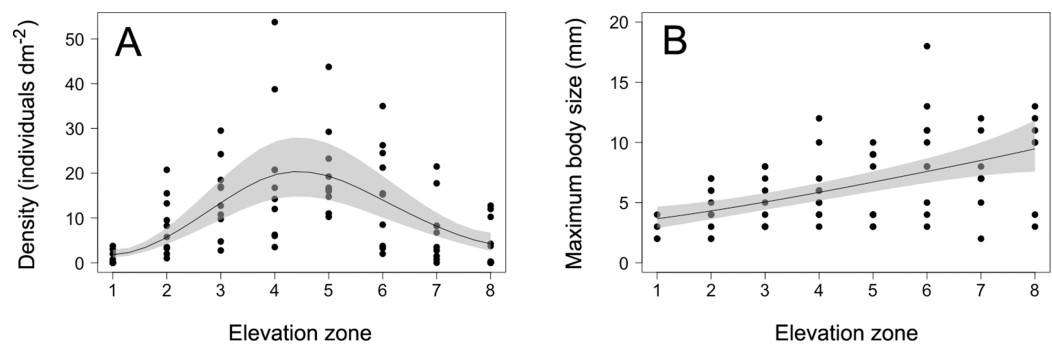 A
Density (individuals dm-2)
50
40
30
20
10
0
1 2 3 4 5 6 7 8
Elevation zone
B
Maximum body size (mm)
20
15
10
5
0
1 2 3 4 5 6 7 8
Elevation zone